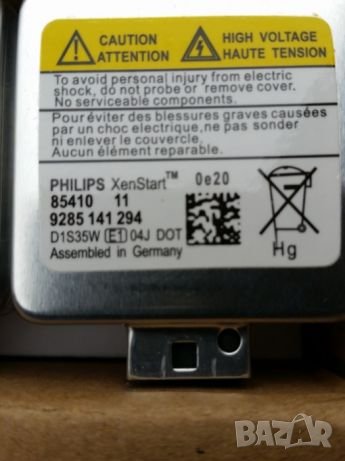 CAUTION
ATTENTION
HIGH VOLTAGE
HAUTE TENSION
To avoid personal injury from electric
shock, do not probe or remove cover.
No serviceable components.
Pour éviter des blessures graves causées
par un choc electrique,ne pas sonder
ni enlever le couvercle.
Aucun élément reparable.
PHILIPS XenStart™ 0e20
85410 11
9285 141 294
D1S35W E1 04J DOT
Assembled in Germany
Hg
BAZAR